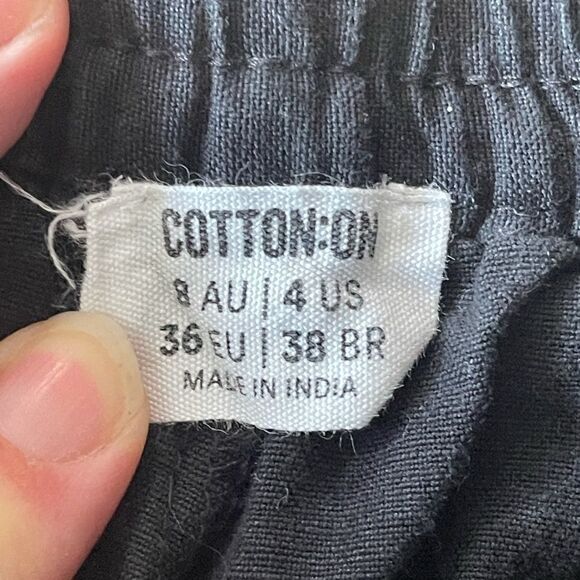 COTTON:ON
8 AU | 4 US
36 EU | 38 BR
MADE IN INDIA